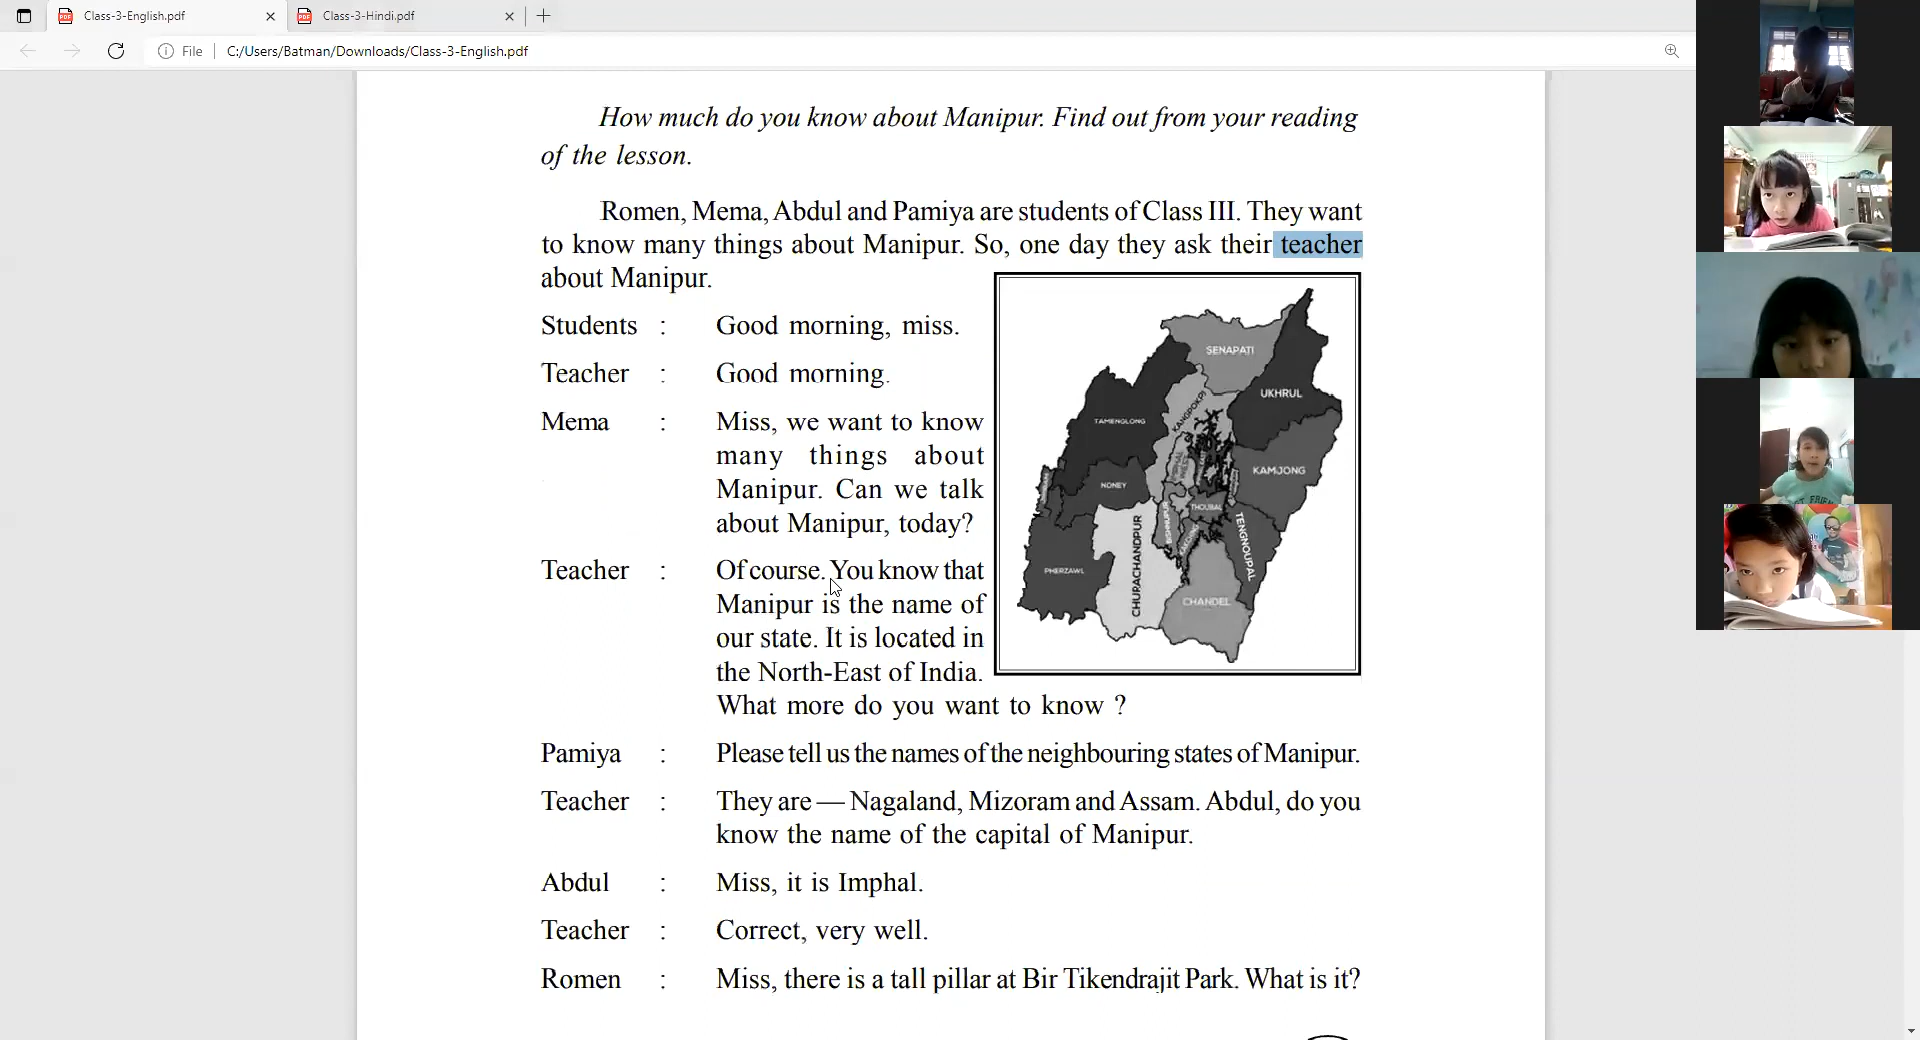 Class-3-English.pdf
Class-3-Hindi.pdf
File
C:/Users/Batman/Downloads/Class-3-English.pdf
How much do you know about Manipur. Find out from your reading
of the lesson.
Romen, Mema, Abdul and Pamiya are students of Class III. They want
to know many things about Manipur. So, one day they ask their teacher
about Manipur.
Students : Good morning, miss.
Teacher : Good morning.
Mema : Miss, we want to know
many things about
Manipur. Can we talk
about Manipur, today?
Teacher : Of course. You know that
Manipur is the name of
our state. It is located in
the North-East of India.
What more do you want to know ?
SENAPATI
UKHRUL
KANGPOKPI
TAMENGLONG
KAMJONG
NONEY
THOUBAL
BISHNUPUR
TENGNOUPAL
CHURACHANDPUR
PHERZAWL
CHANDEL
Pamiya : Please tell us the names of the neighbouring states of Manipur.
Teacher : They are — Nagaland, Mizoram and Assam. Abdul, do you
know the name of the capital of Manipur.
Abdul : Miss, it is Imphal.
Teacher : Correct, very well.
Romen : Miss, there is a tall pillar at Bir Tikendrajit Park. What is it?